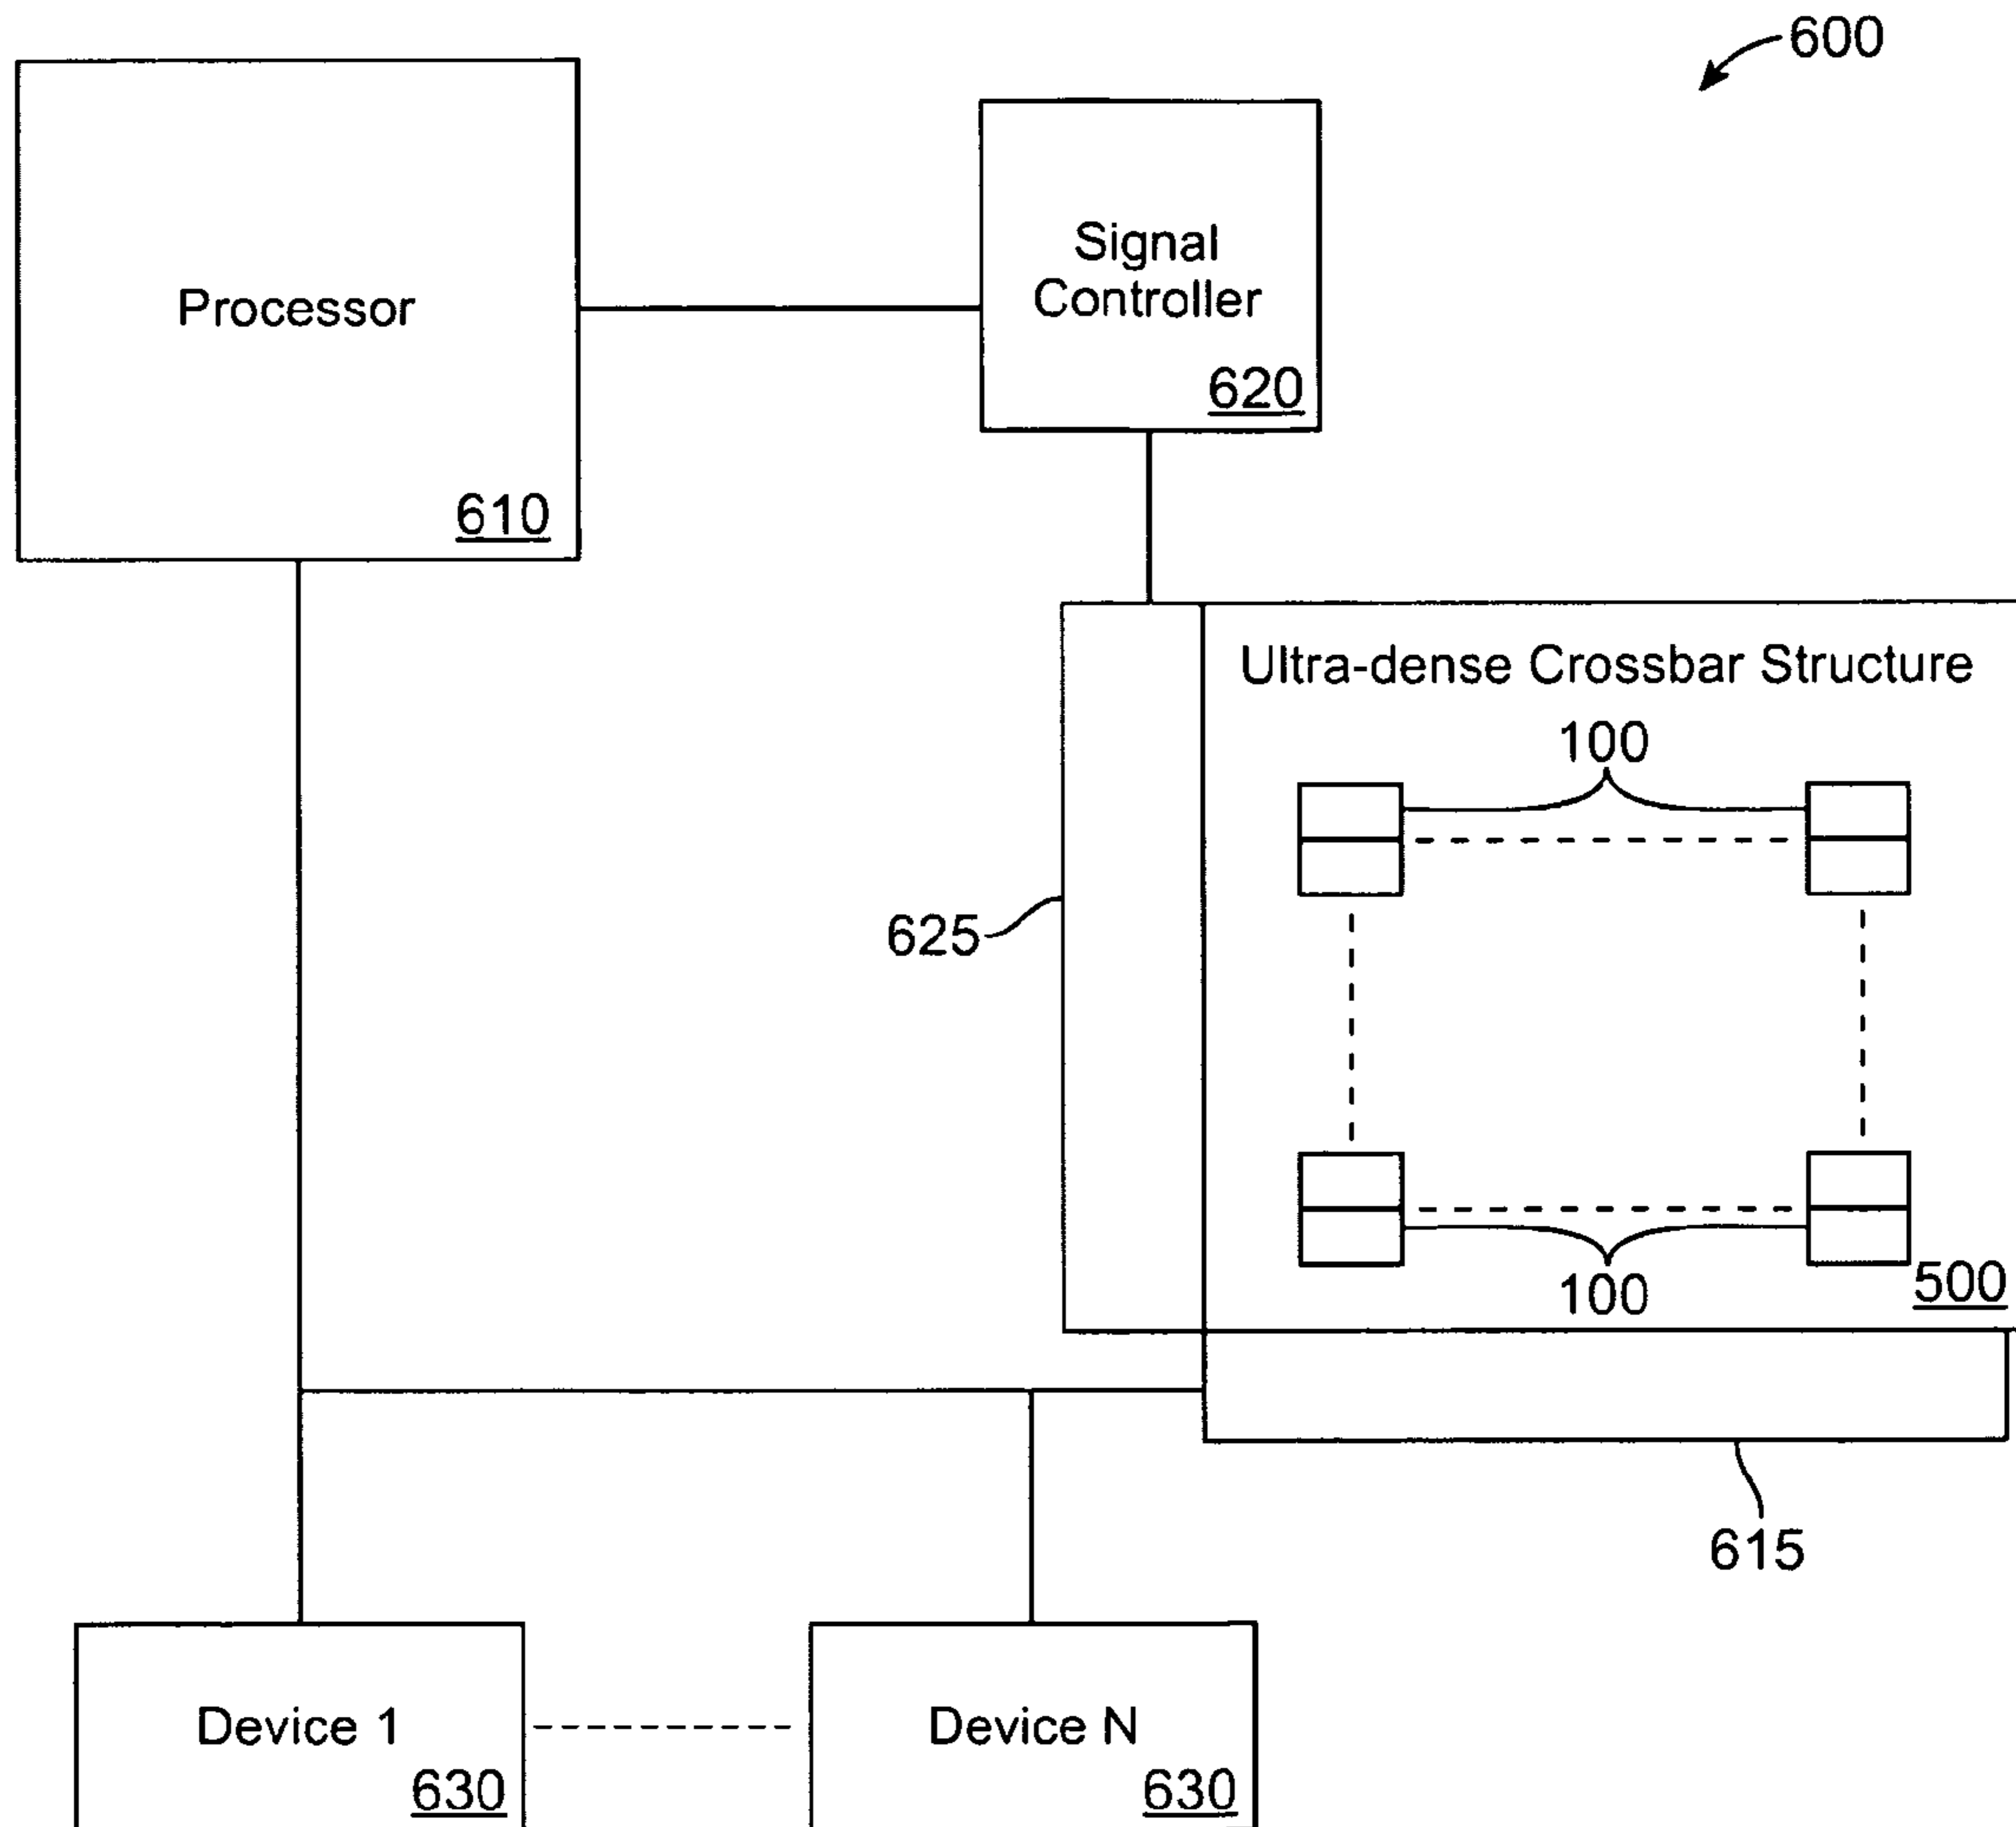 600
Processor
610
Signal
Controller
620
Ultra-dense Crossbar Structure
100
625
100
500
615
Device 1
630
Device N
630